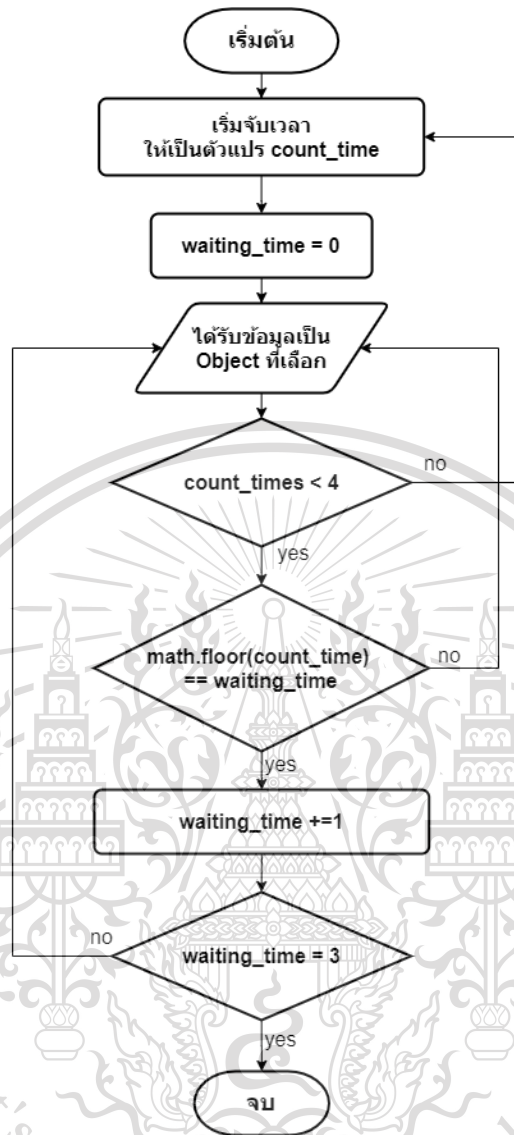 เริ่มต้น
เริ่มจับเวลา
ให้เป็นตัวแปร count_time
waiting_time = 0
ได้รับข้อมูลเป็น
Object ที่เลือก
count_times < 4
no
yes
math.floor(count_time)
== waiting_time
no
yes
waiting_time +=1
no
waiting_time = 3
yes
จบ